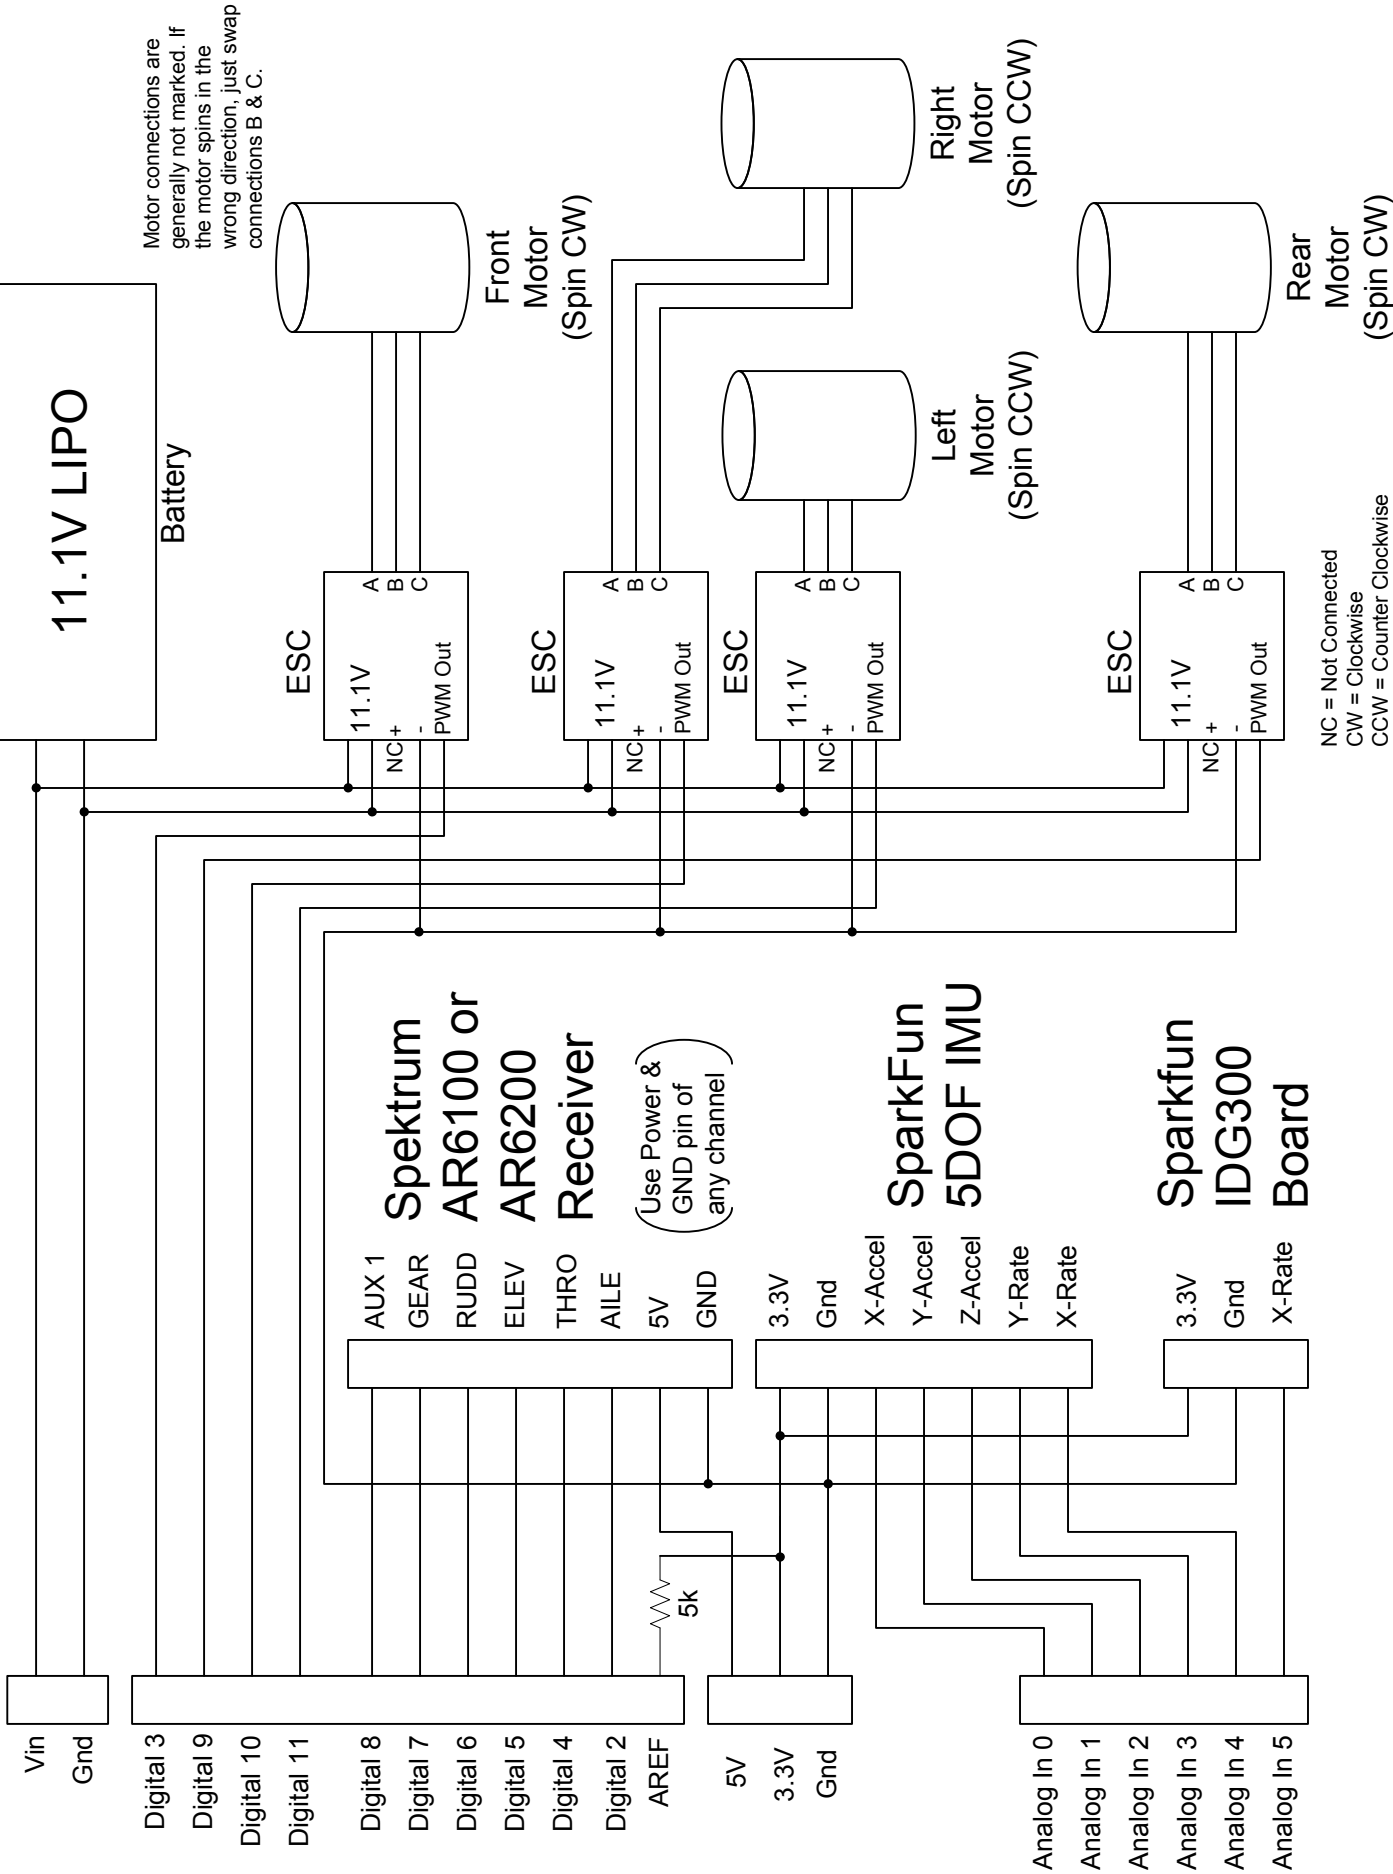 11.1V LIPO
Battery
Motor connections are
generally not marked. If
the motor spins in the
wrong direction, just swap
connections B & C.
Vin
Gnd
Digital 3
Digital 9
Digital 10
Digital 11
Digital 8
Digital 7
Digital 6
Digital 5
Digital 4
Digital 2
AREF
5V
3.3V
Gnd
Analog In 0
Analog In 1
Analog In 2
Analog In 3
Analog In 4
Analog In 5
5k
AUX 1
GEAR
RUDD
ELEV
THRO
AILE
5V
GND
Spektrum
AR6100 or
AR6200
Receiver
Use Power &
GND pin of
any channel
3.3V
Gnd
X-Accel
Y-Accel
Z-Accel
Y-Rate
X-Rate
SparkFun
5DOF IMU
3.3V
Gnd
X-Rate
Sparkfun
IDG300
Board
ESC
11.1V
NC +
-
PWM Out
A
B
C
Front
Motor
(Spin CW)
ESC
11.1V
NC +
-
PWM Out
A
B
C
Right
Motor
(Spin CCW)
ESC
11.1V
NC +
-
PWM Out
A
B
C
Left
Motor
(Spin CCW)
ESC
11.1V
NC +
-
PWM Out
A
B
C
Rear
Motor
(Spin CW)
NC = Not Connected
CW = Clockwise
CCW = Counter Clockwise